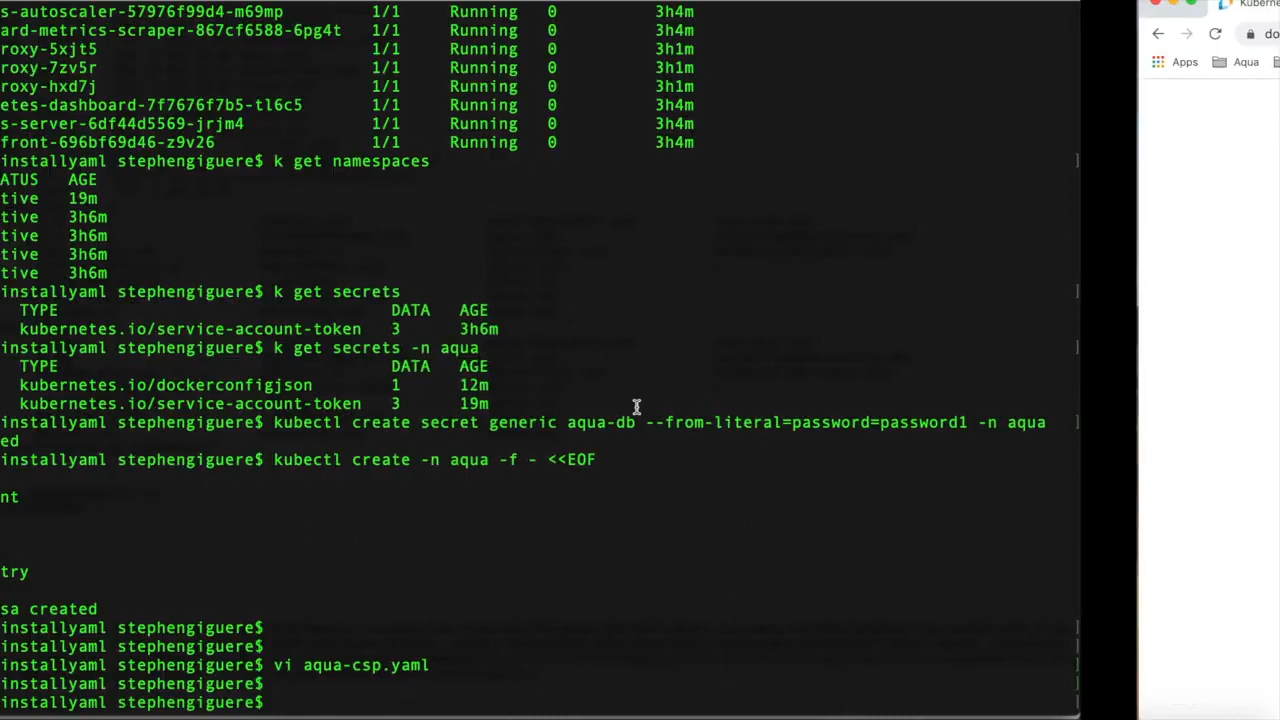 s-autoscaler-57976f99d4-m69mp 1/1 Running 0 3h4m
ard-metrics-scraper-867cf6588-6pg4t 1/1 Running 0 3h4m
roxy-5xjt5 1/1 Running 0 3h1m
roxy-7zv5r 1/1 Running 0 3h1m
roxy-hxd7j 1/1 Running 0 3h1m
etes-dashboard-7f7676f7b5-tl6c5 1/1 Running 0 3h4m
s-server-6df44d5569-jrjm4 1/1 Running 0 3h4m
front-696bf69d46-z9v26 1/1 Running 0 3h4m
installyaml stephengiguere$ k get namespaces
ATUS AGE
tive 19m
tive 3h6m
tive 3h6m
tive 3h6m
tive 3h6m
installyaml stephengiguere$ k get secrets
TYPE DATA AGE
kubernetes.io/service-account-token 3 3h6m
installyaml stephengiguere$ k get secrets -n aqua
TYPE DATA AGE
kubernetes.io/dockerconfigjson 1 12m
kubernetes.io/service-account-token 3 19m
installyaml stephengiguere$ kubectl create secret generic aqua-db --from-literal=password=password1 -n aqua
ed
installyaml stephengiguere$ kubectl create -n aqua -f - <<EOF
nt
try
sa created
installyaml stephengiguere$
installyaml stephengiguere$
installyaml stephengiguere$ vi aqua-csp.yaml
installyaml stephengiguere$
installyaml stephengiguere$
Kuberne
do
Apps Aqua